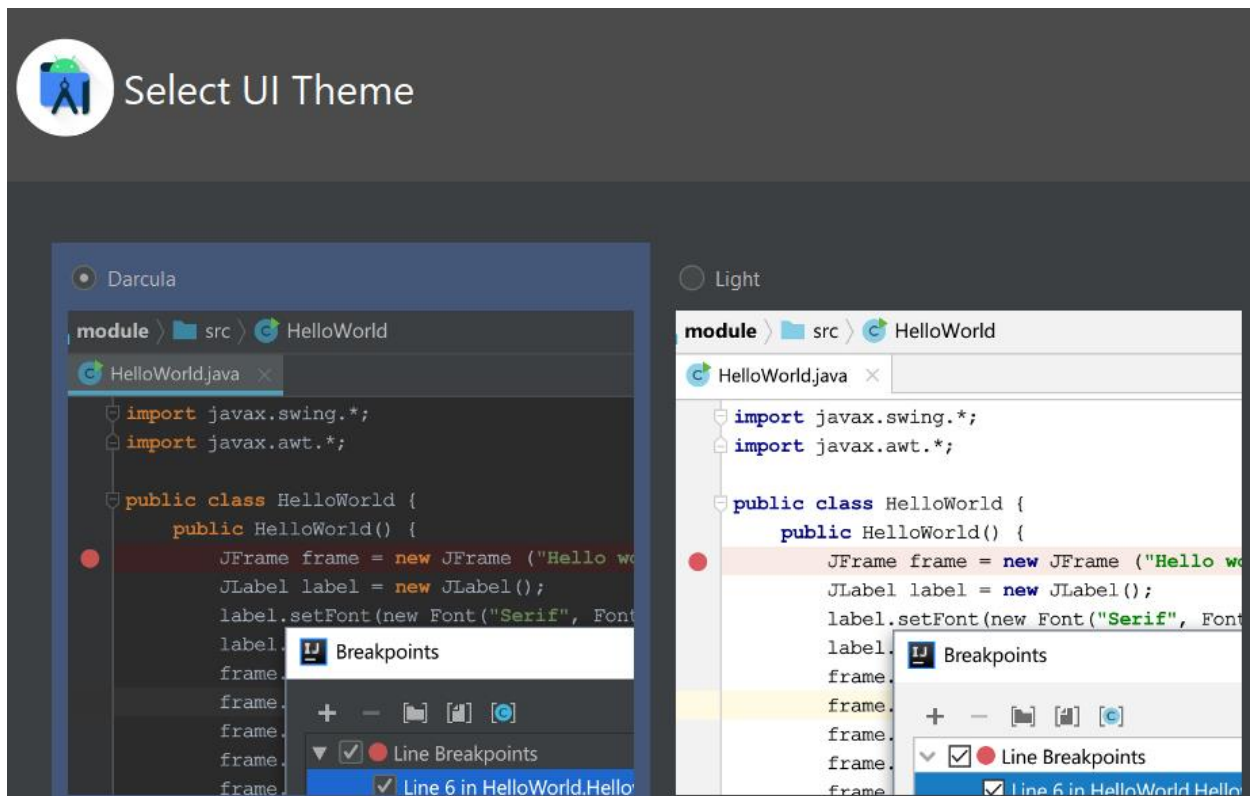 Select UI Theme
Darcula
module src HelloWorld
HelloWorld.java
import javax.swing.*;
import javax.awt.*;
public class HelloWorld {
public HelloWorld() {
JFrame frame = new JFrame ("Hello
JLabel label = new JLabel();
label.setFont(new Font("Serif", Font
label.
frame.
frame.
frame.
frame.
frame.
IJ Breakpoints
Line Breakpoints
Line 6 in HelloWorld.Hello
Light
module src HelloWorld
HelloWorld.java
import javax.swing.*;
import javax.awt.*;
public class HelloWorld {
public HelloWorld() {
JFrame frame = new JFrame ("Hello
JLabel label = new JLabel();
label.setFont(new Font("Serif", Font
label.
frame.
frame.
frame.
frame.
frame
IJ Breakpoints
Line Breakpoints
Line 6 in HelloWorld.Hello